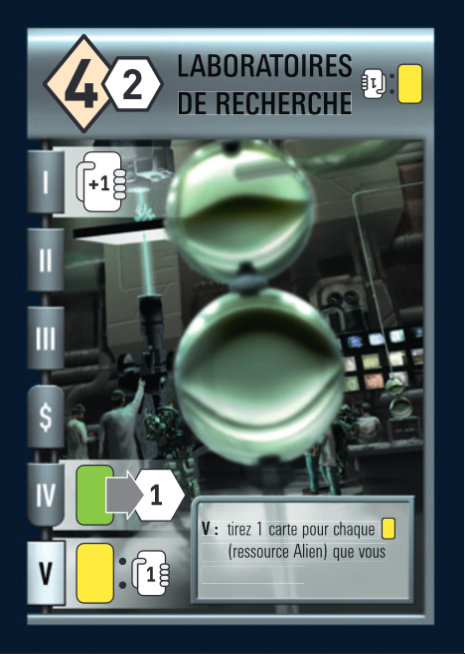 4 2
LABORATOIRES
DE RECHERCHE
1 :
I +1
II
III
$
IV 1
V : 1
V : tirez 1 carte pour chaque
(ressource Alien) que vous